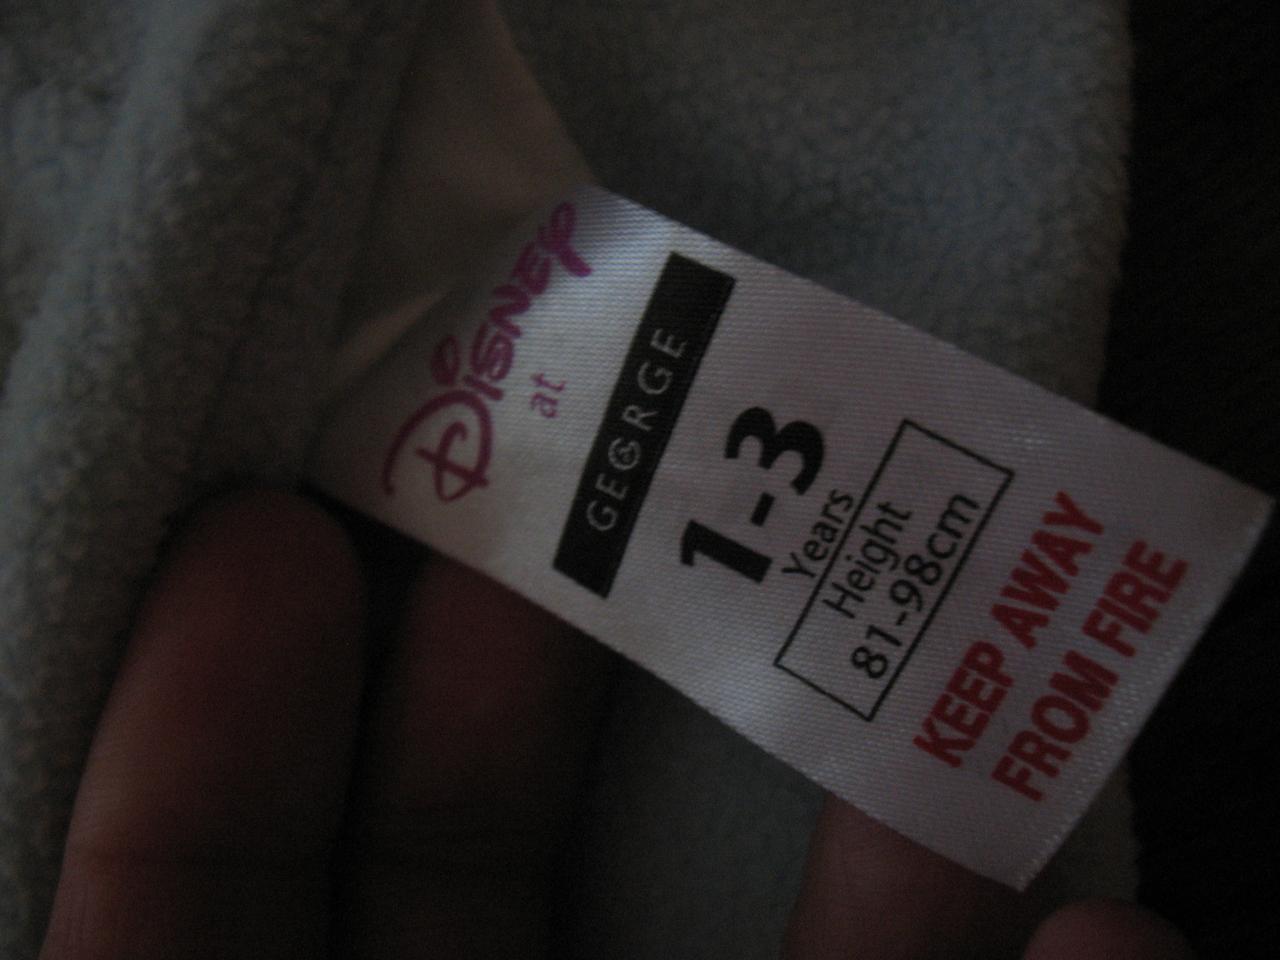 Disney
at
GEORGE
1-3
Years
Height
81-98cm
KEEP AWAY
FROM FIRE